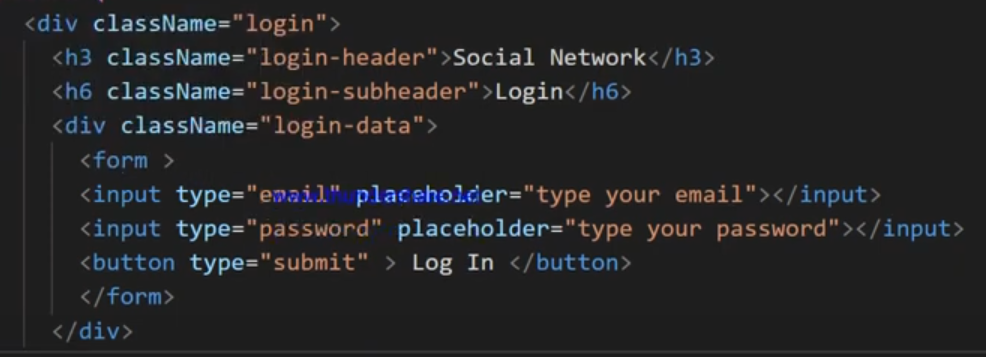 <div className="login">
<h3 className="login-header">Social Network</h3>
<h6 className="login-subheader">Login</h6>
<div className="login-data">
<form >
<input type="email" placeholder="type your email"></input>
<input type="password" placeholder="type your password"></input>
<button type="submit" > Log In </button>
</form>
</div>